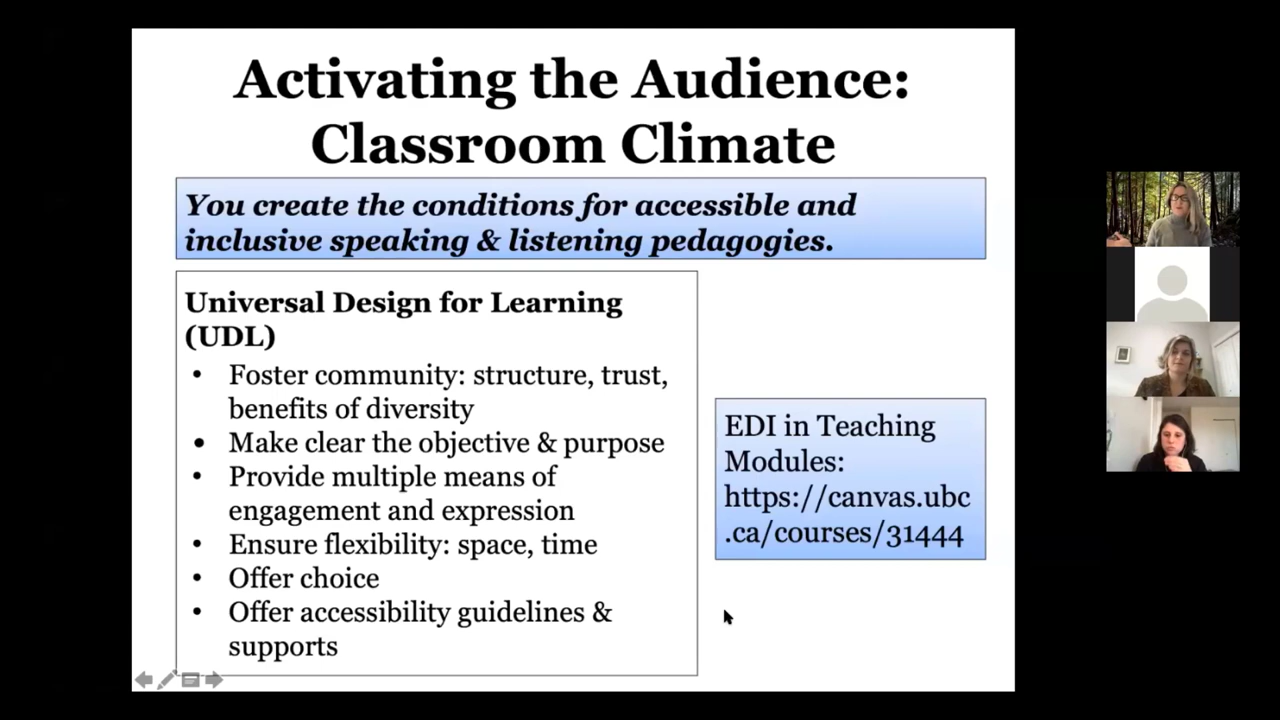 Activating the Audience:
Classroom Climate
You create the conditions for accessible and
inclusive speaking & listening pedagogies.
Universal Design for Learning
(UDL)
• Foster community: structure, trust,
benefits of diversity
• Make clear the objective & purpose
• Provide multiple means of
engagement and expression
• Ensure flexibility: space, time
• Offer choice
• Offer accessibility guidelines &
supports
EDI in Teaching
Modules:
https://canvas.ubc
.ca/courses/31444